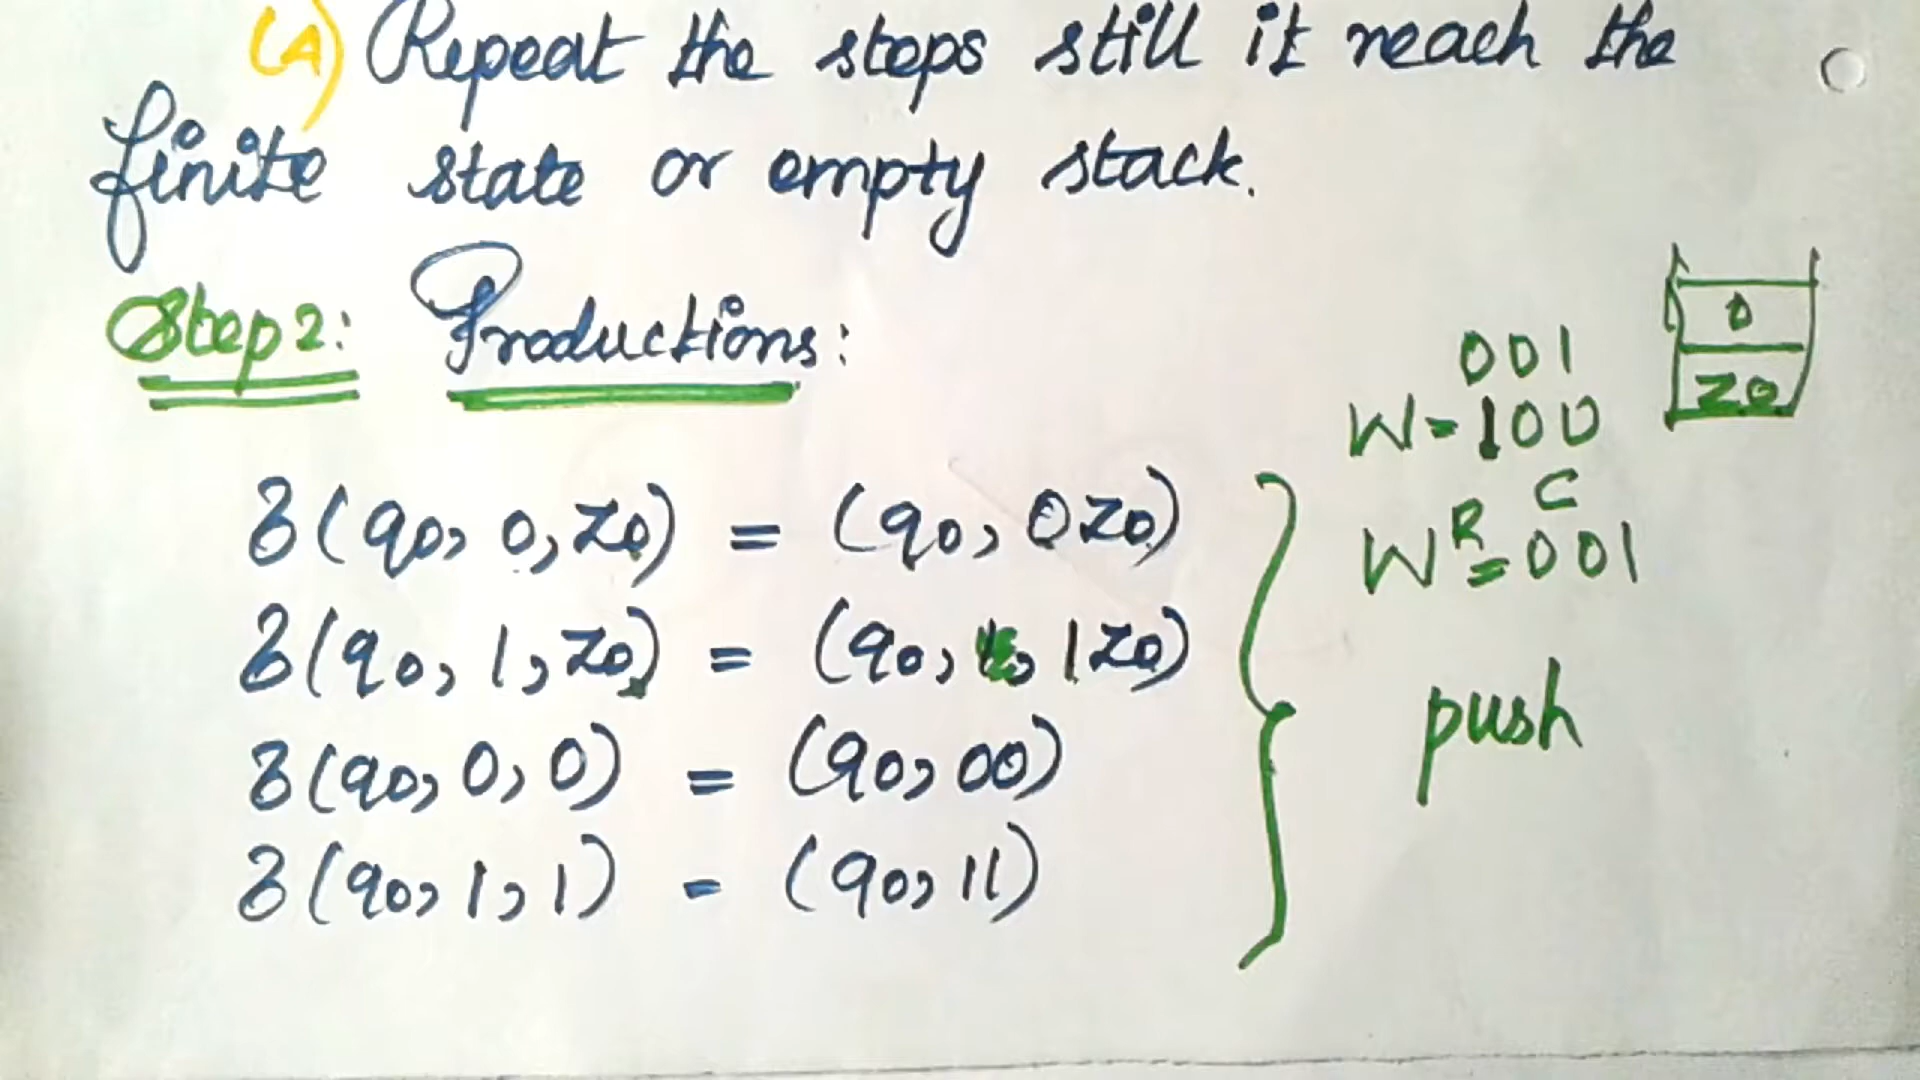 (4) Repeat the steps still it reach the
finite state or empty stack.
Step 2: Productions:
δ(q0, 0, z0) = (q0, 0z0)
δ(q0, 1, z0) = (q0, 1z0)
δ(q0, 0, 0) = (q0, 00)
δ(q0, 1, 1) = (q0, 11)
001
W = 100
C
W^R = 001
push
0
Z0